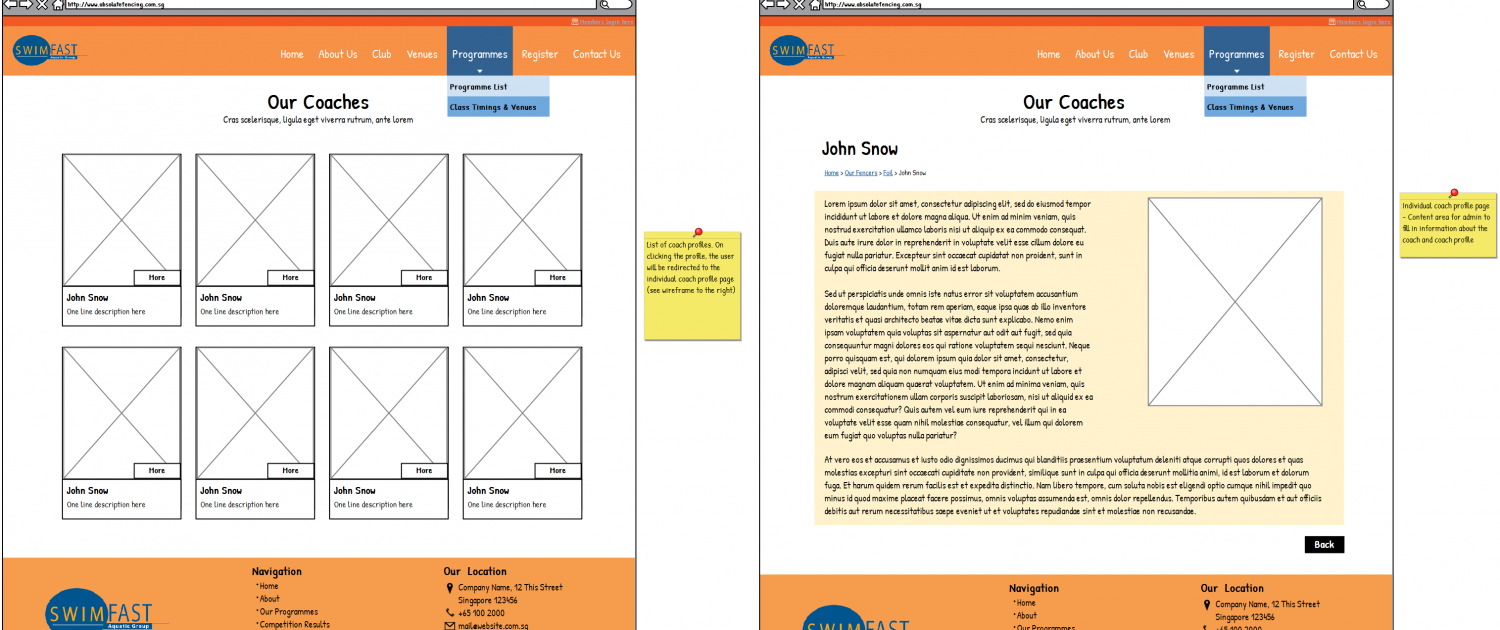 http://www.absolutefencing.com.sg
Members login here
SWIMFAST
Aquatic Group
Home
About Us
Club
Venues
Programmes
Register
Contact Us
Programme List
Class Timings & Venues
Our Coaches
Cras scelerisque, ligula eget viverra rutrum, ante lorem
More
More
More
More
John Snow
John Snow
John Snow
John Snow
One line description here
One line description here
One line description here
One line description here
More
More
More
More
John Snow
John Snow
John Snow
John Snow
One line description here
One line description here
One line description here
One line description here
SWIMFAST
Aquatic Group
Navigation
Home
About
Our Programmes
Competition Results
Our Location
Company Name, 12 This Street
Singapore 123456
+65 100 2000
mail@website.com.sg
List of coach profiles. On
clicking the profile, the user
will be redirected to the
individual coach profile page
(see wireframe to the right)
http://www.absolutefencing.com.sg
Members login here
SWIMFAST
Aquatic Group
Home
About Us
Club
Venues
Programmes
Register
Contact Us
Programme List
Class Timings & Venues
Our Coaches
Cras scelerisque, ligula eget viverra rutrum, ante lorem
John Snow
Home > Our Fencers > Foil > John Snow
Lorem ipsum dolor sit amet, consectetur adipiscing elit, sed do eiusmod tempor
incididunt ut labore et dolore magna aliqua. Ut enim ad minim veniam, quis
nostrud exercitation ullamco laboris nisi ut aliquip ex ea commodo consequat.
Duis aute irure dolor in reprehenderit in voluptate velit esse cillum dolore eu
fugiat nulla pariatur. Excepteur sint occaecat cupidatat non proident, sunt in
culpa qui officia deserunt mollit anim id est laborum.
Sed ut perspiciatis unde omnis iste natus error sit voluptatem accusantium
doloremque laudantium, totam rem aperiam, eaque ipsa quae ab illo inventore
veritatis et quasi architecto beatae vitae dicta sunt explicabo. Nemo enim
ipsam voluptatem quia voluptas sit aspernatur aut odit aut fugit, sed quia
consequuntur magni dolores eos qui ratione voluptatem sequi nesciunt. Neque
porro quisquam est, qui dolorem ipsum quia dolor sit amet, consectetur,
adipisci velit, sed quia non numquam eius modi tempora incidunt ut labore et
dolore magnam aliquam quaerat voluptatem. Ut enim ad minima veniam, quis
nostrum exercitationem ullam corporis suscipit laboriosam, nisi ut aliquid ex ea
commodi consequatur? Quis autem vel eum iure reprehenderit qui in ea
voluptate velit esse quam nihil molestiae consequatur, vel illum qui dolorem
eum fugiat quo voluptas nulla pariatur?
At vero eos et accusamus et iusto odio dignissimos ducimus qui blanditiis praesentium voluptatum deleniti atque corrupti quos dolores et quas
molestias excepturi sint occaecati cupiditate non provident, similique sunt in culpa qui officia deserunt mollitia animi, id est laborum et dolorum
fuga. Et harum quidem rerum facilis est et expedita distinctio. Nam libero tempore, cum soluta nobis est eligendi optio cumque nihil impedit quo
minus id quod maxime placeat facere possimus, omnis voluptas assumenda est, omnis dolor repellendus. Temporibus autem quibusdam et aut officiis
debitis aut rerum necessitatibus saepe eveniet ut et voluptates repudiandae sint et molestiae non recusandae.
Back
SWIMFAST
Navigation
Home
About
Our Programmes
Our Location
Company Name, 12 This Street
Singapore 123456
+65 100 2000
Individual coach profile page
- Content area for admin to
fill in information about the
coach and coach profile